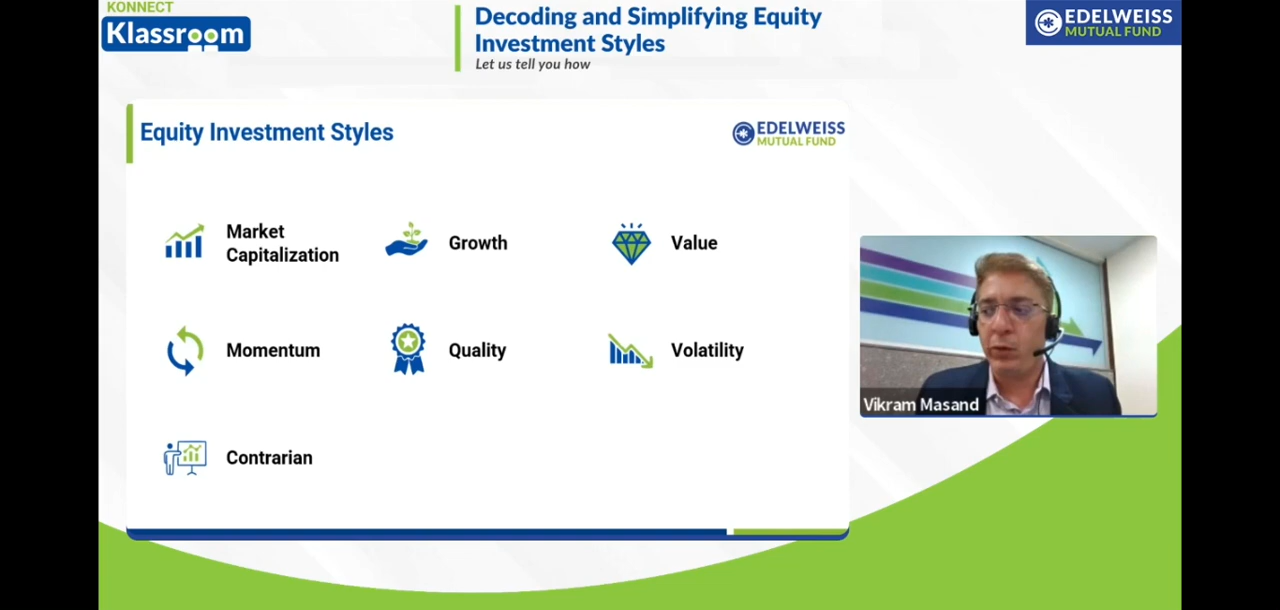 KONNECT
Klassroom
Decoding and Simplifying Equity
Investment Styles
Let us tell you how
EDELWEISS
MUTUAL FUND
Equity Investment Styles
EDELWEISS
MUTUAL FUND
Market
Capitalization
Growth
Value
Momentum
Quality
Volatility
Contrarian
Vikram Masand